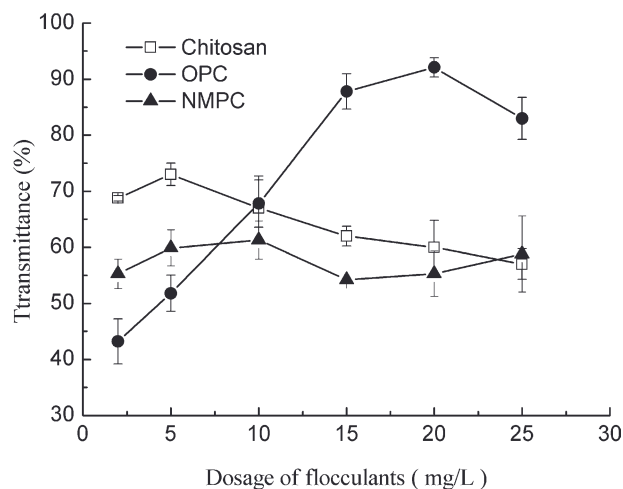 100
90
80
70
60
50
40
30
Chitosan
OPC
NMPC
Ttransmittance (%)
0 5 10 15 20 25 30
Dosage of flocculants ( mg/L )